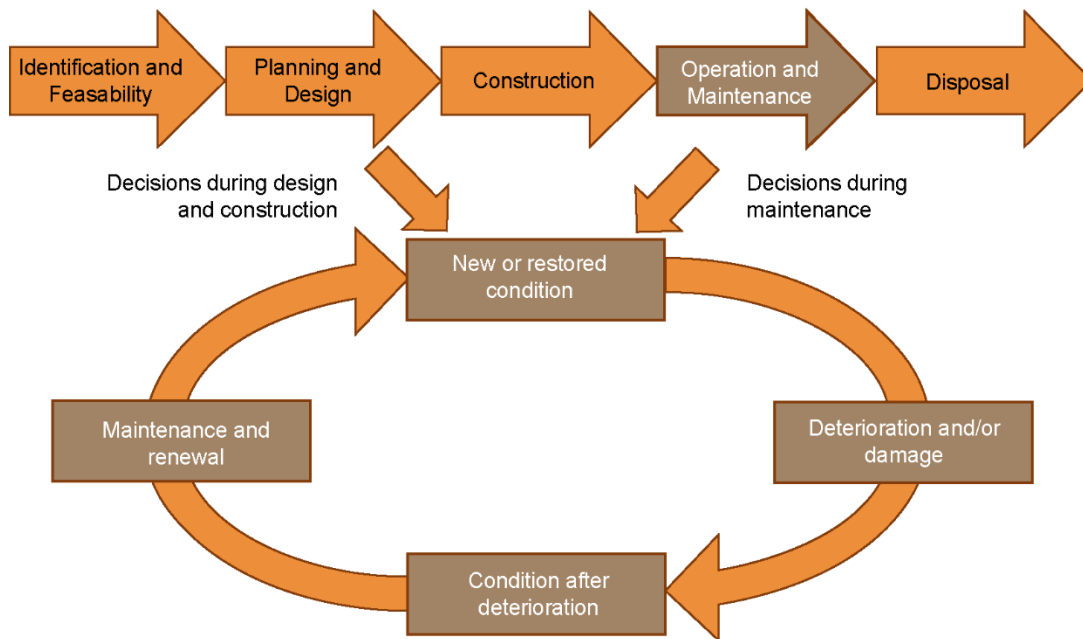 Identification and
Feasability
Planning and
Design
Construction
Operation and
Maintenance
Disposal
Decisions during design
and construction
Decisions during
maintenance
New or restored
condition
Maintenance and
renewal
Deterioration and/or
damage
Condition after
deterioration